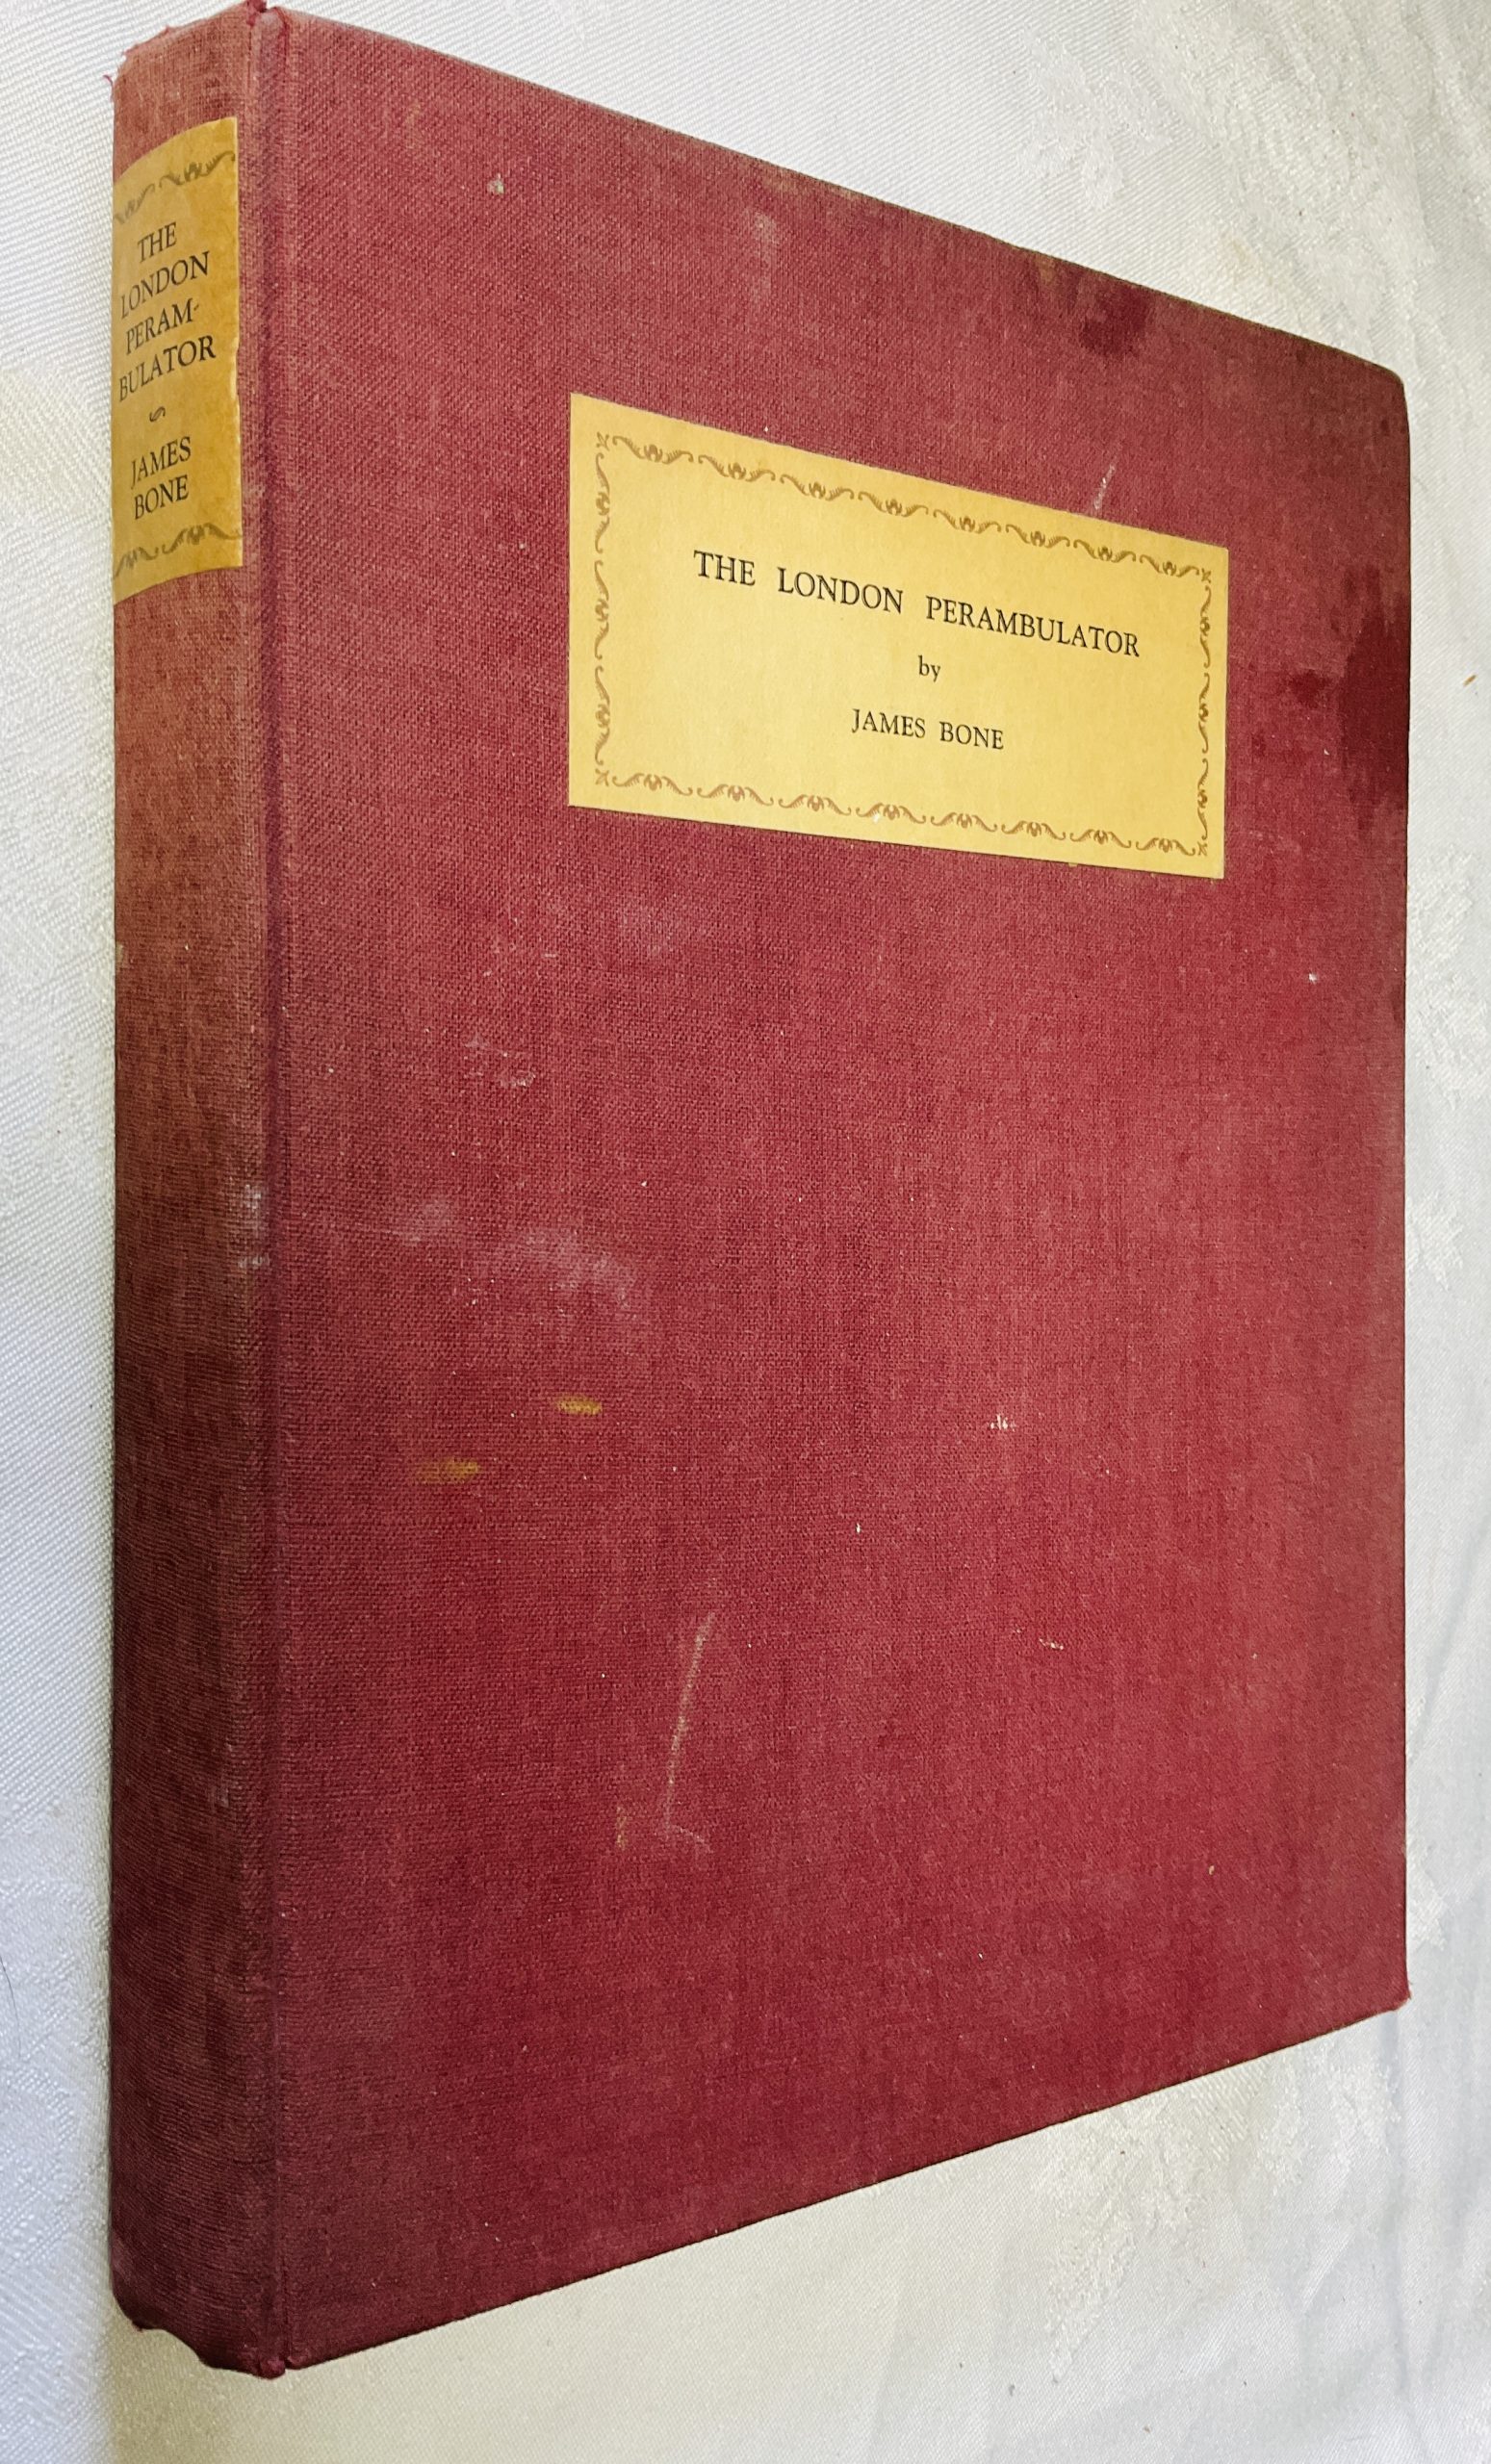 THE
LONDON
PERAM-
BULATOR
JAMES
BONE
THE LONDON PERAMBULATOR
by
JAMES BONE